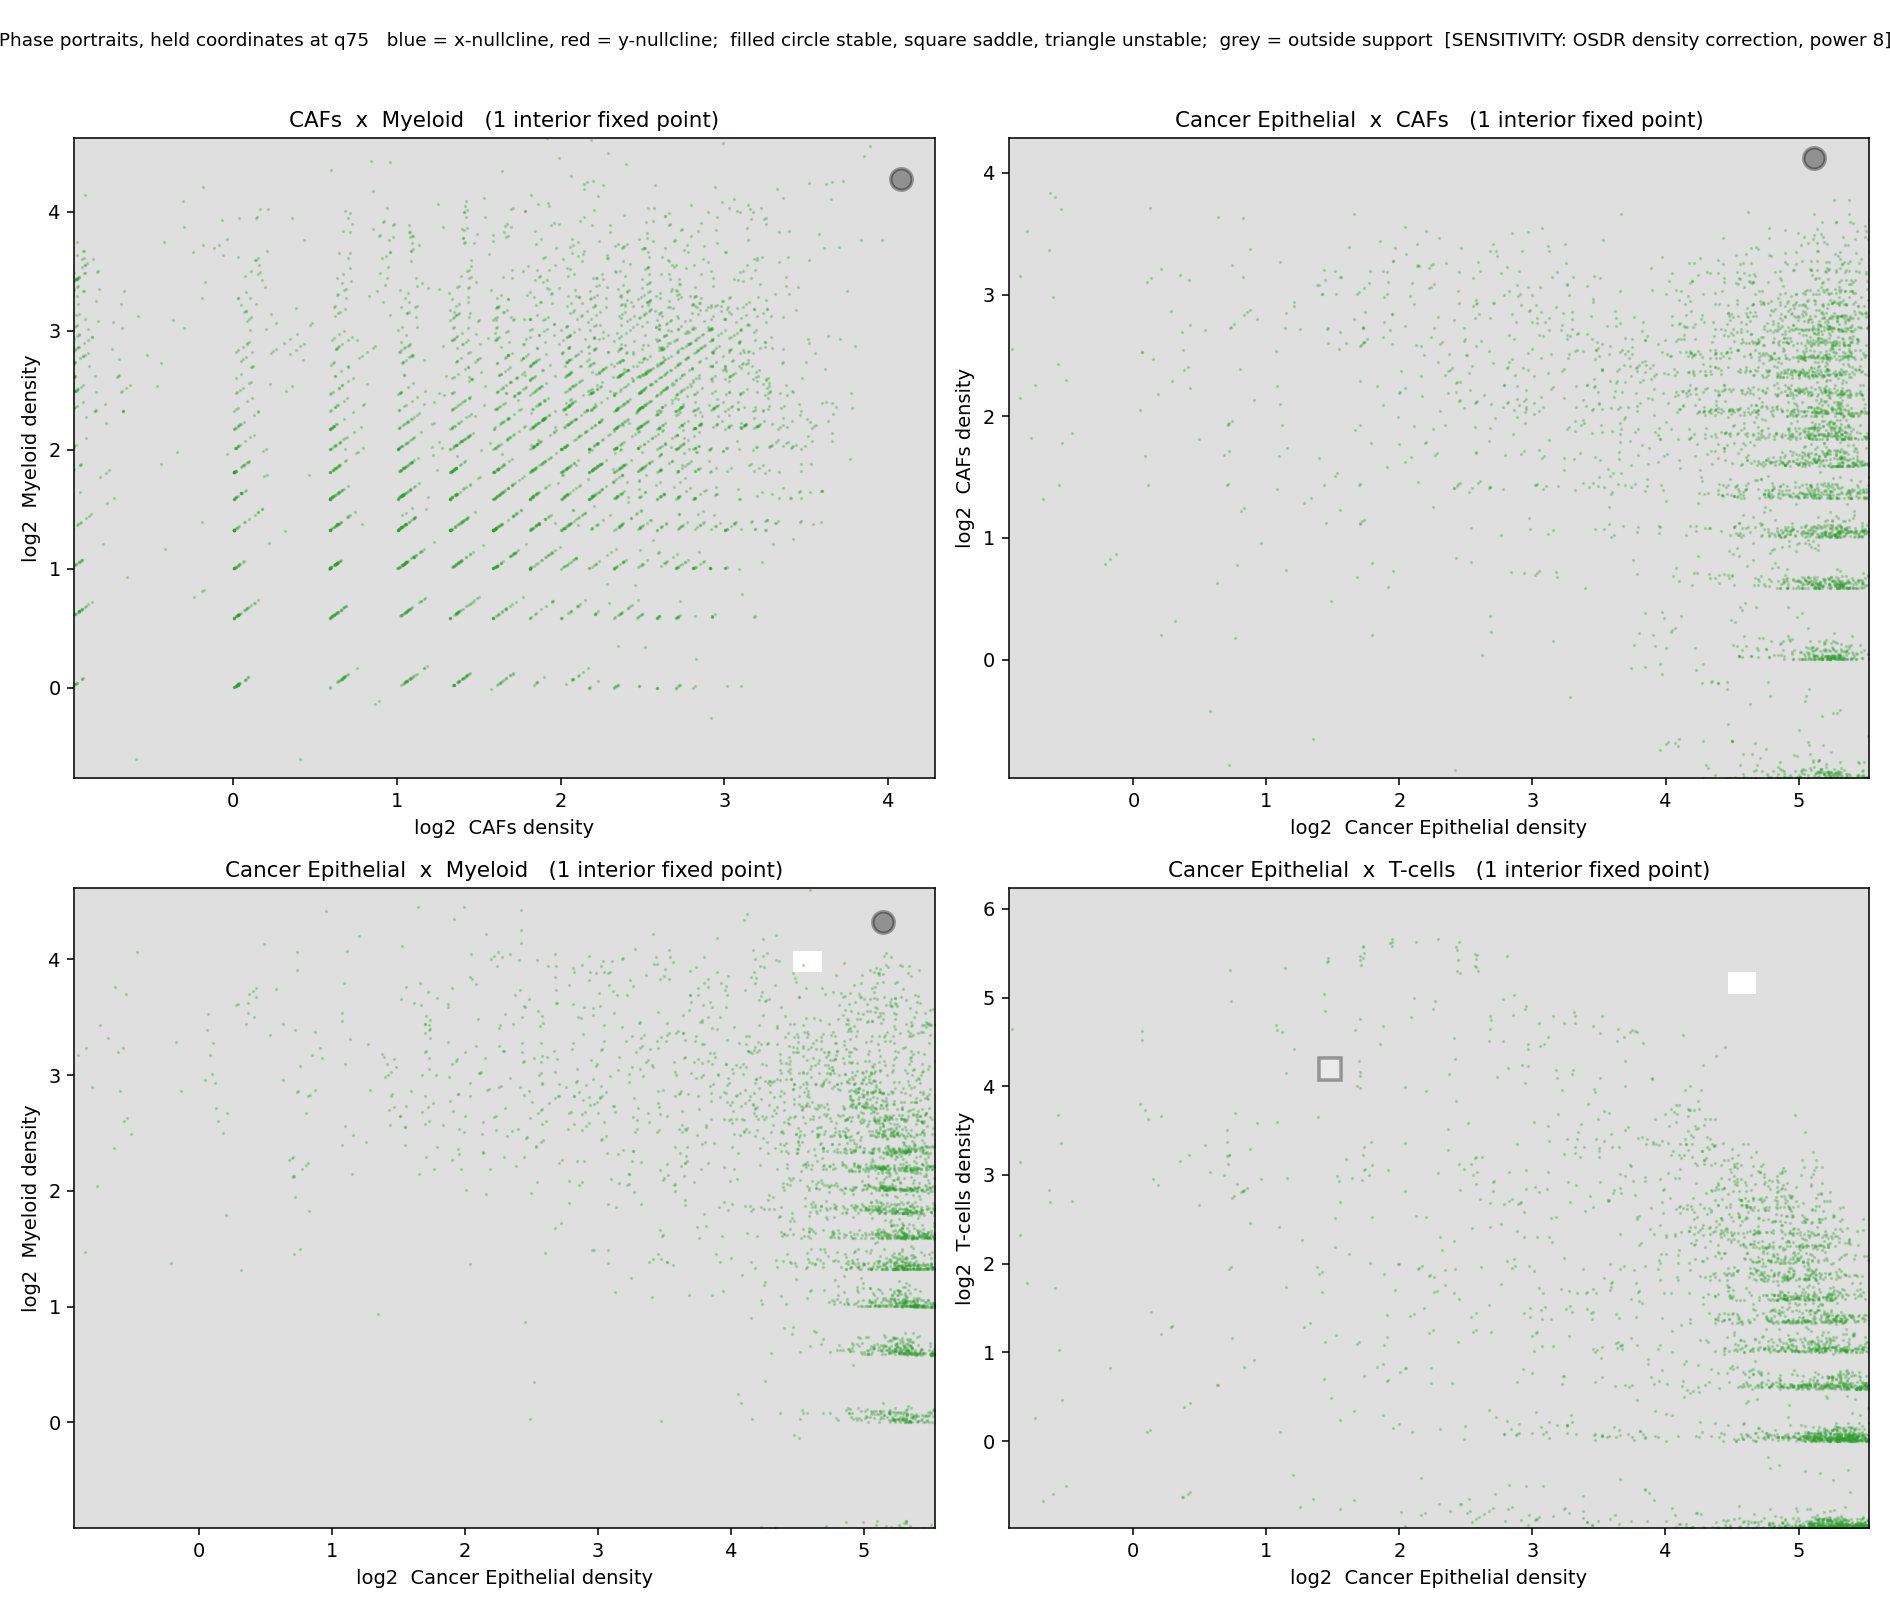 Phase portraits, held coordinates at q75   blue = x-nullcline, red = y-nullcline;  filled circle stable, square saddle, triangle unstable;  grey = outside support  [SENSITIVITY: OSDR density correction, power 8]
CAFs  x  Myeloid   (1 interior fixed point)
log2  Myeloid density
4
3
2
1
0
0 1 2 3 4
log2  CAFs density
Cancer Epithelial  x  CAFs   (1 interior fixed point)
log2  CAFs density
4
3
2
1
0
0 1 2 3 4 5
log2  Cancer Epithelial density
Cancer Epithelial  x  Myeloid   (1 interior fixed point)
log2  Myeloid density
4
3
2
1
0
0 1 2 3 4 5
log2  Cancer Epithelial density
Cancer Epithelial  x  T-cells   (1 interior fixed point)
log2  T-cells density
6
5
4
3
2
1
0
0 1 2 3 4 5
log2  Cancer Epithelial density